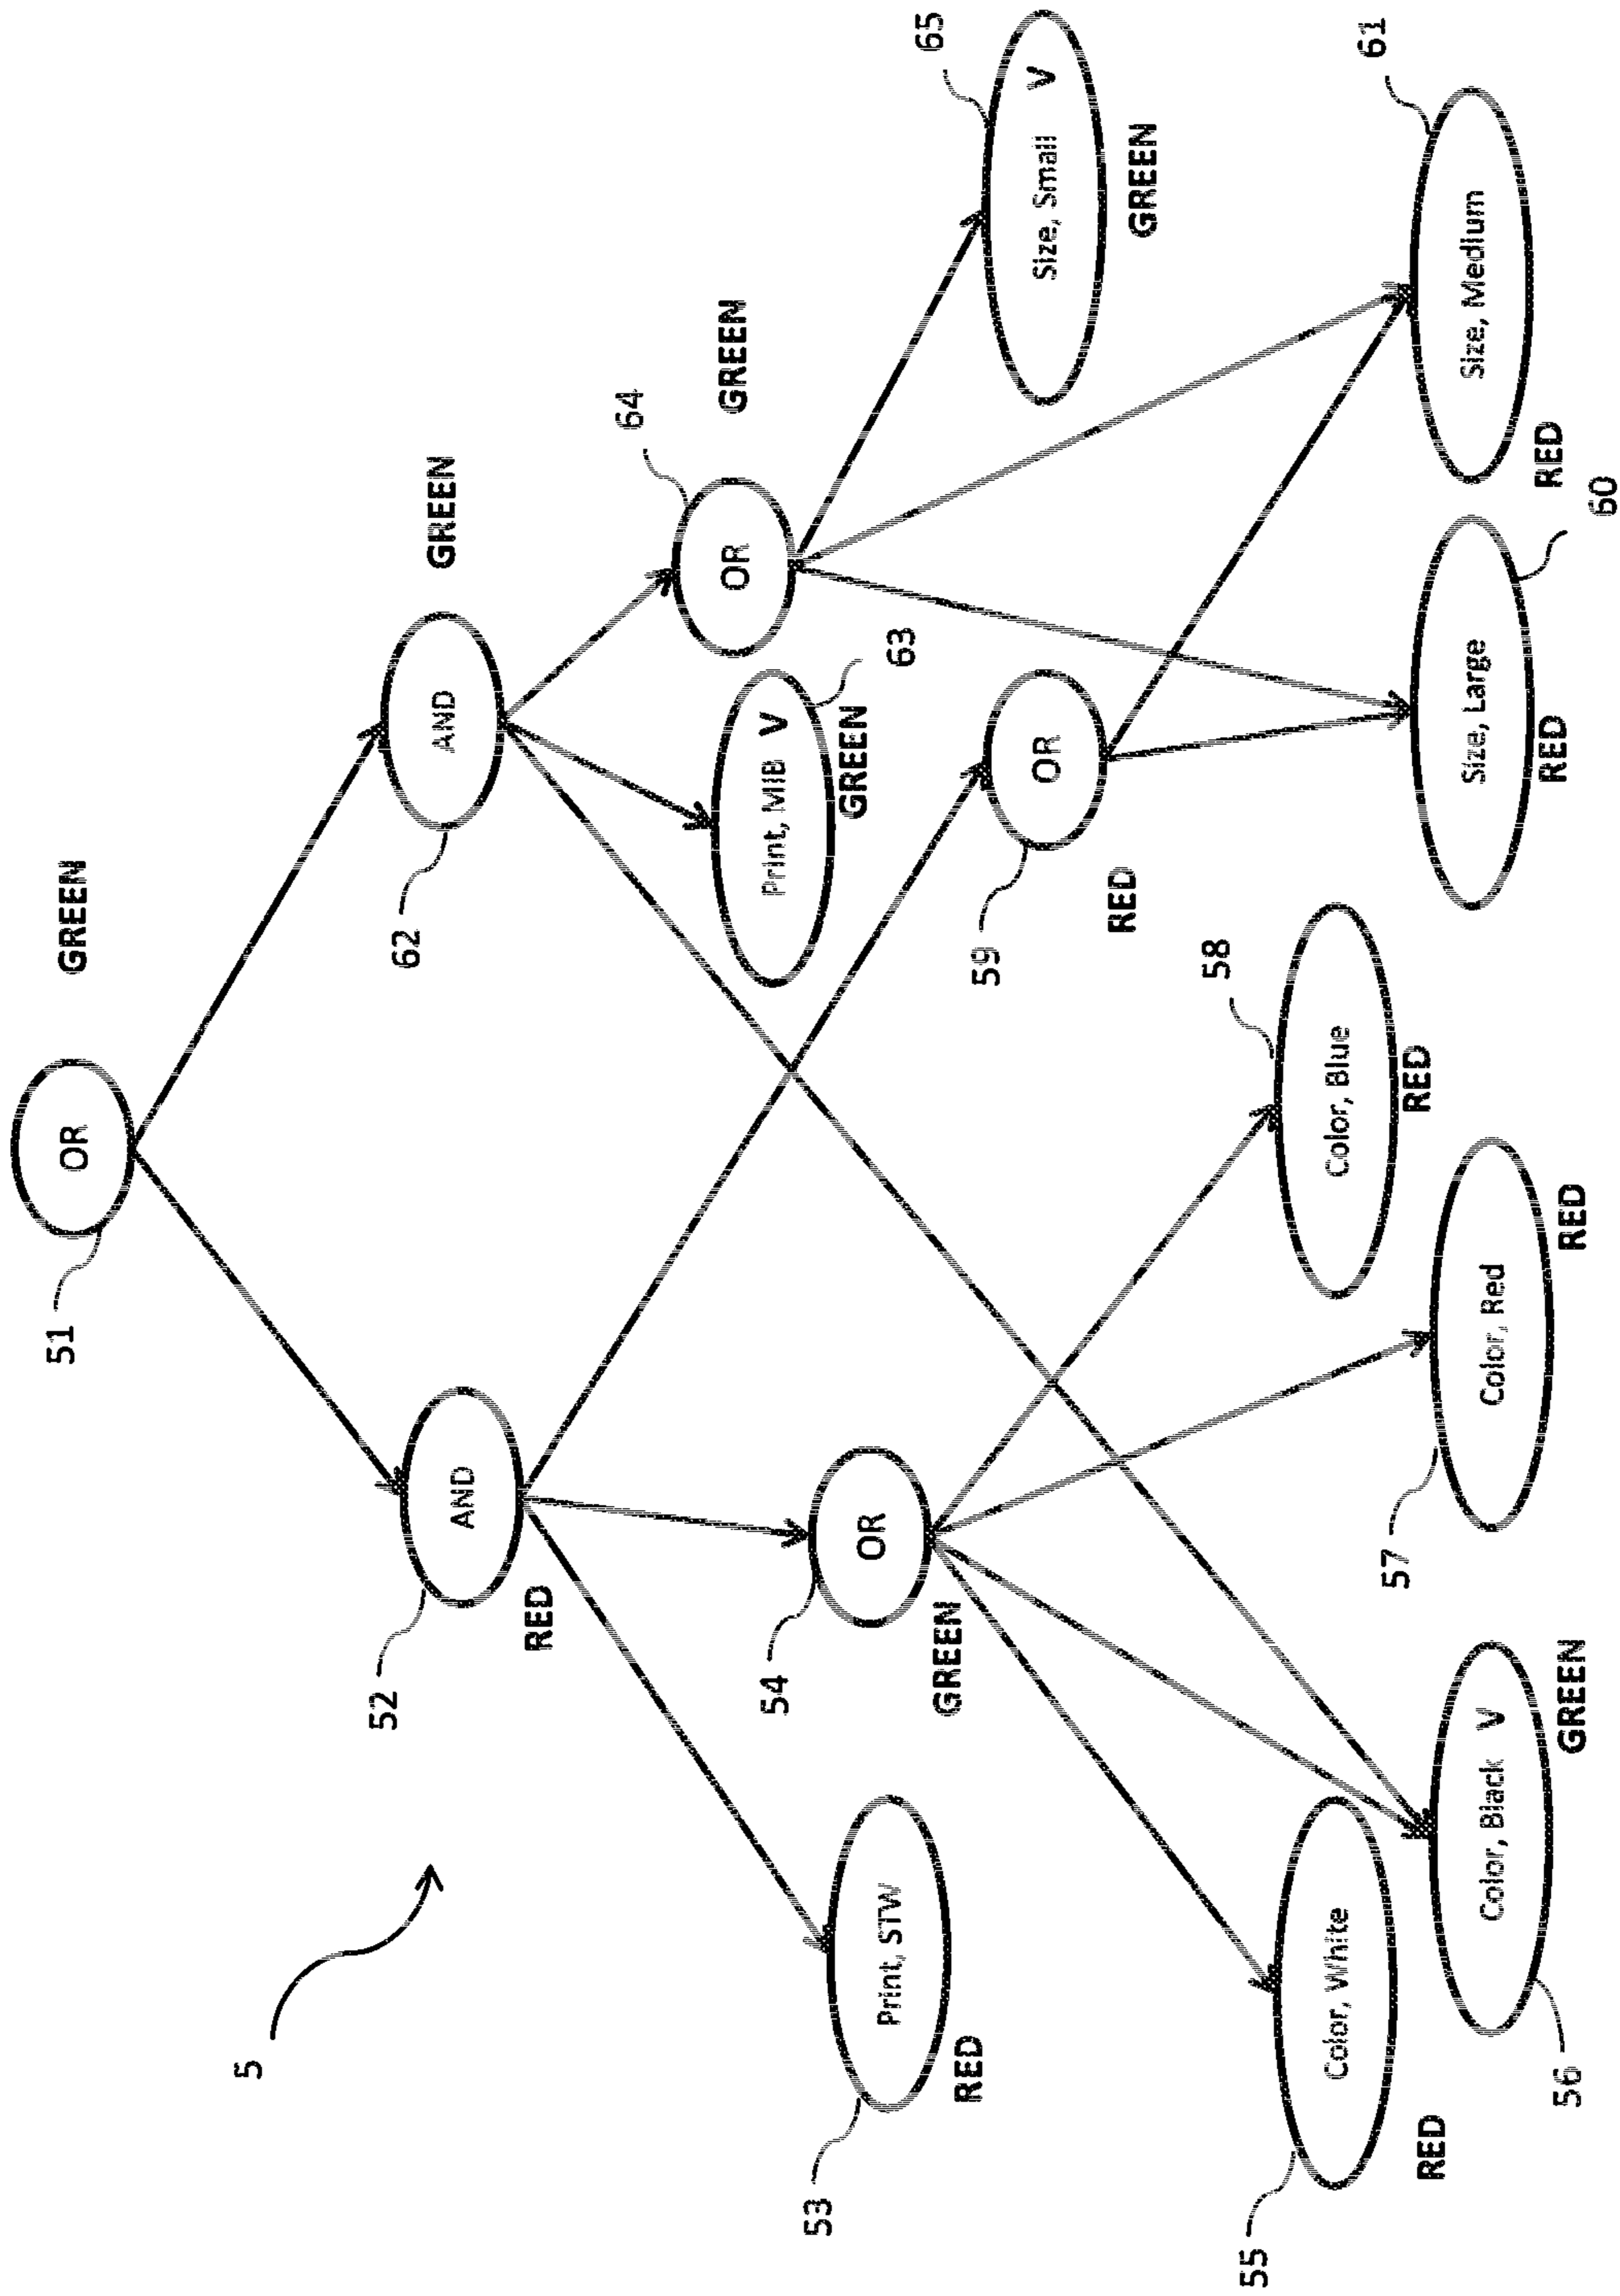 5
51
OR
GREEN
52
AND
RED
62
AND
GREEN
53
Print, STW
RED
54
OR
GREEN
63
Print, MIB V
GREEN
64
OR
GREEN
59
OR
RED
65
Size, Small V
GREEN
55
Color, White
RED
56
Color, Black V
GREEN
57
Color, Red
RED
58
Color, Blue
RED
60
Size, Large
RED
61
Size, Medium
RED